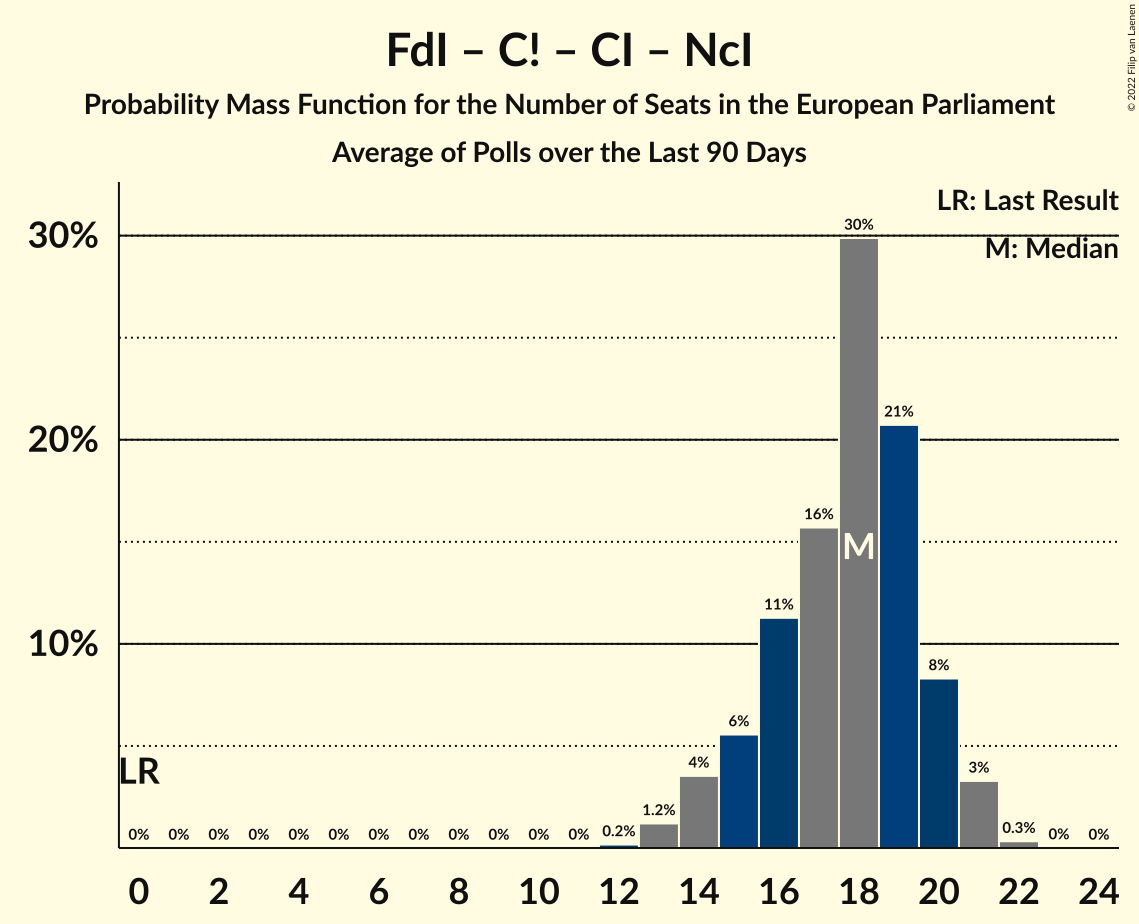 FdI – C! – CI – NcI
Probability Mass Function for the Number of Seats in the European Parliament
Average of Polls over the Last 90 Days
© 2022 Filip van Laenen
LR: Last Result
M: Median
30%
20%
10%
LR
M
0% 0% 0% 0% 0% 0% 0% 0% 0% 0% 0% 0% 0.2% 1.2% 4% 6% 11% 16% 30% 21% 8% 3% 0.3% 0% 0%
0 2 4 6 8 10 12 14 16 18 20 22 24